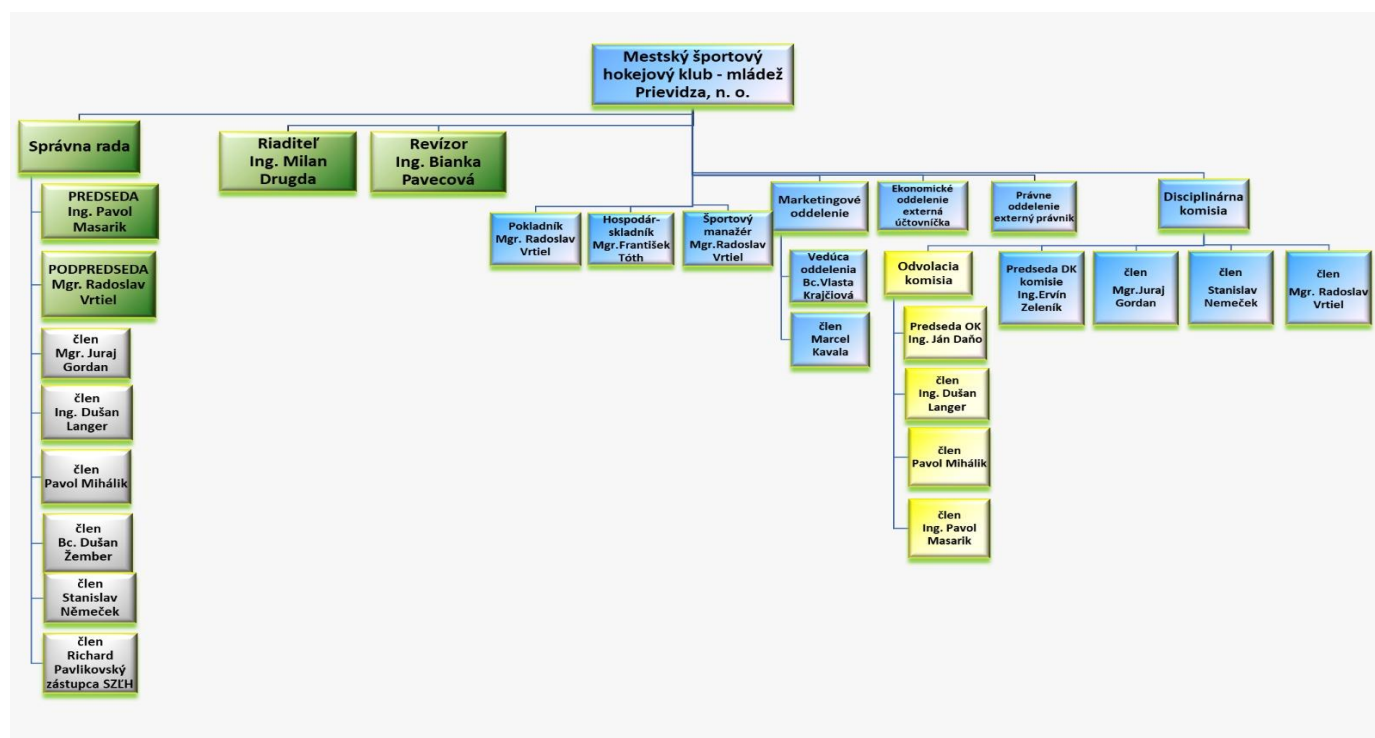 Mestský športový
hokejový klub - mládež
Prievidza, n. o.
Správna rada
Riaditeľ
Ing. Milan
Drugda
Revízor
Ing. Bianka
Pavecová
PREDSEDA
Ing. Pavol
Masarik
PODPREDSEDA
Mgr. Radoslav
Vrtiel
člen
Mgr. Juraj
Gordan
člen
Ing. Dušan
Langer
člen
Pavol Mihálik
člen
Bc. Dušan
Žember
člen
Stanislav
Němeček
člen
Richard
Pavlikovský
zástupca SZĽH
Pokladník
Mgr. Radoslav
Vrtiel
Hospodár-
skladník
Mgr.František
Tóth
Športový
manažér
Mgr.Radoslav
Vrtiel
Marketingové
oddelenie
Vedúca
oddelenia
Bc.Vlasta
Krajčiová
člen
Marcel
Kavala
Ekonomické
oddelenie
externá
účtovníčka
Právne
oddelenie
externý právnik
Disciplinárna
komisia
Odvolacia
komisia
Predseda OK
Ing. Ján Daňo
člen
Ing. Dušan
Langer
člen
Pavol Mihálik
člen
Ing. Pavol
Masarik
Predseda DK
komisie
Ing.Ervín
Zeleník
člen
Mgr.Juraj
Gordan
člen
Stanislav
Nemeček
člen
Mgr. Radoslav
Vrtiel